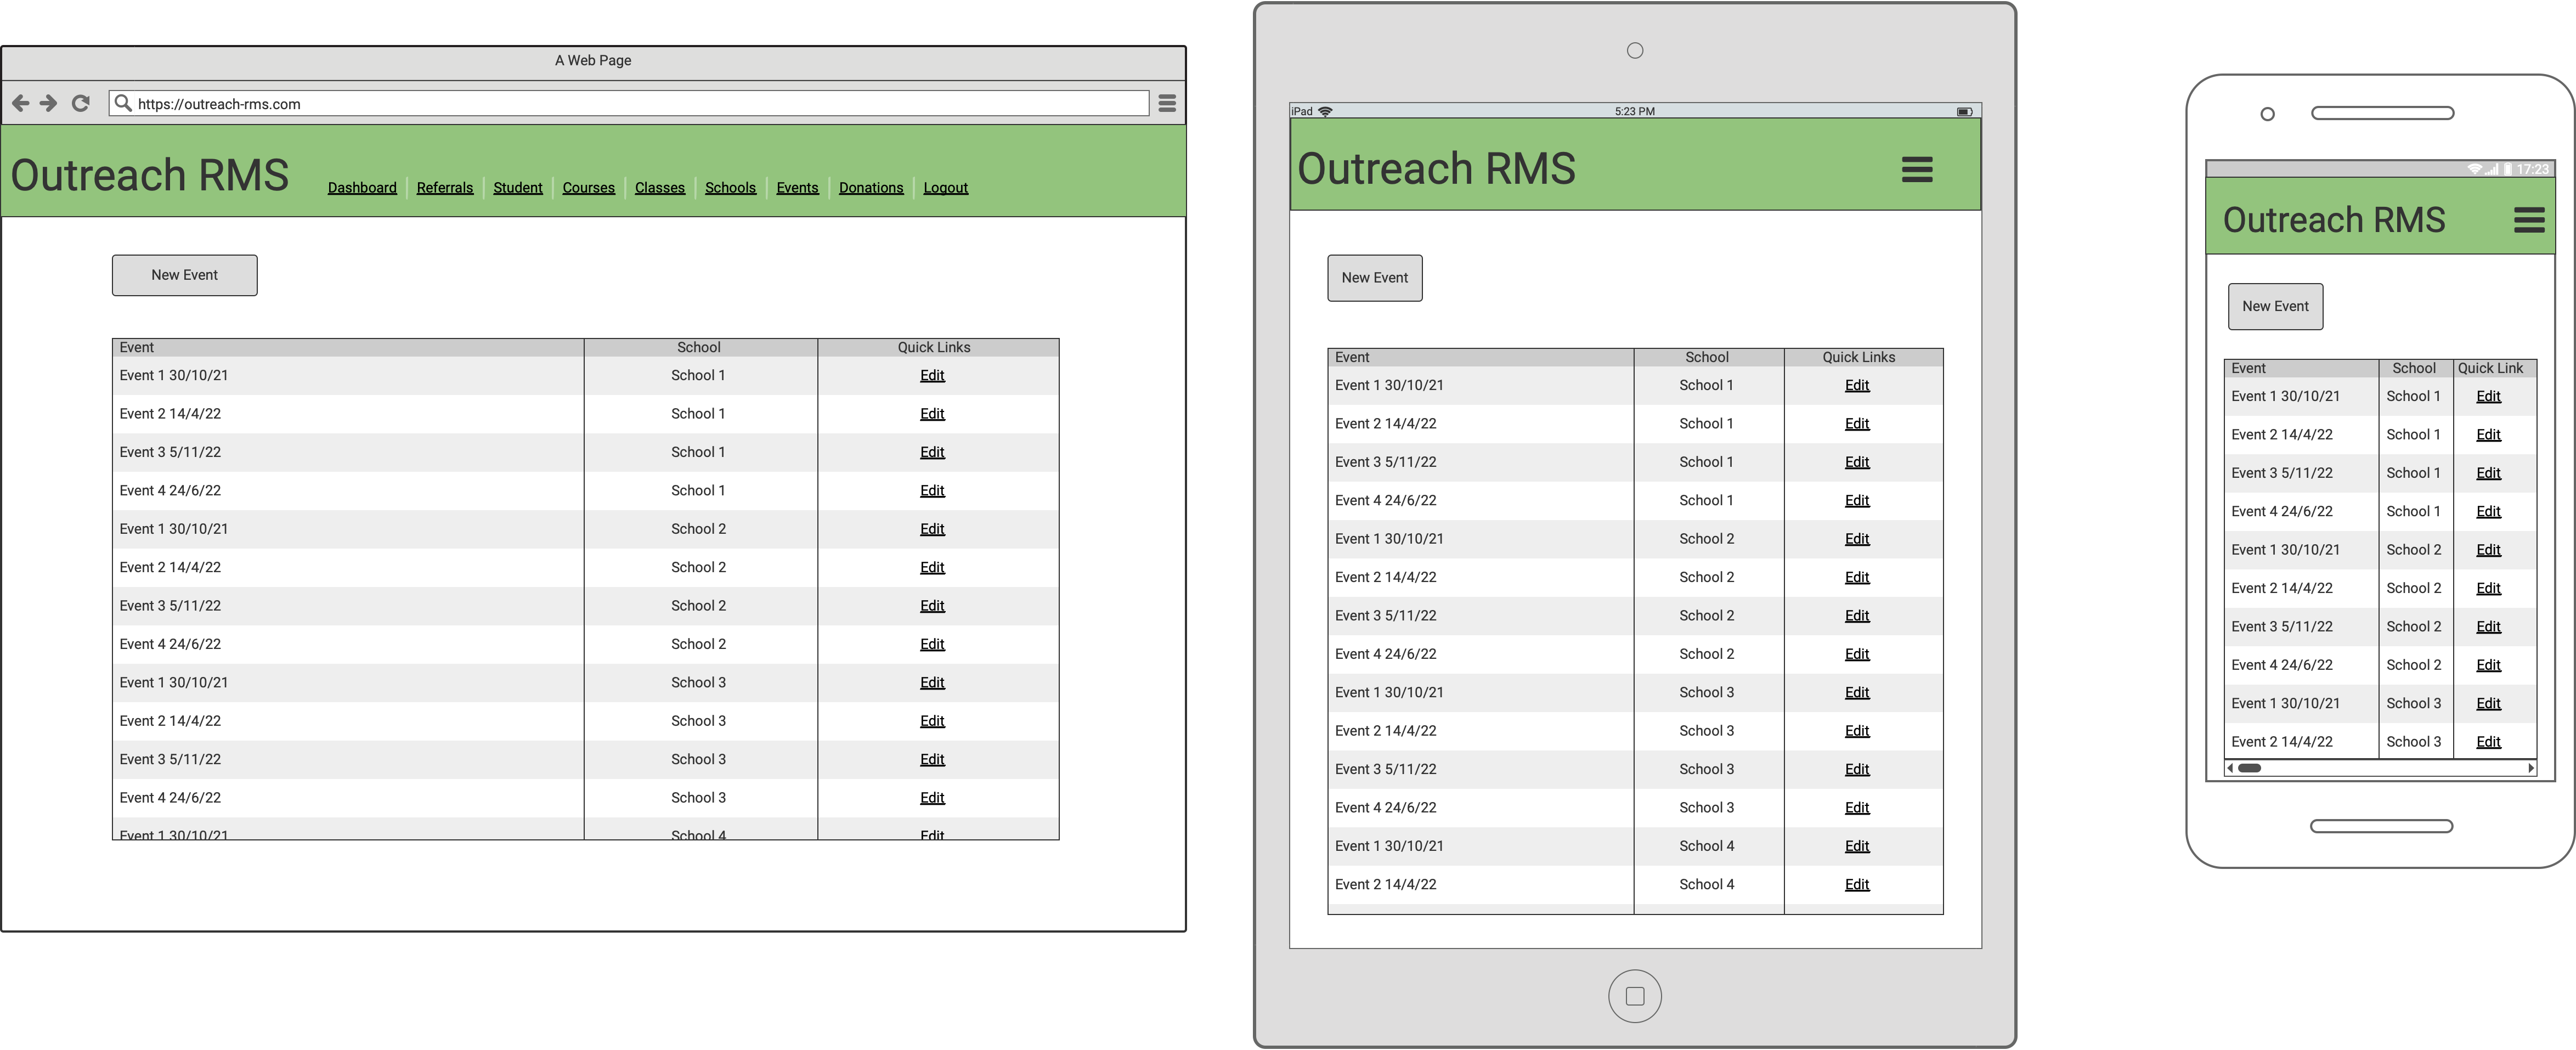 A Web Page
https://outreach-rms.com
Outreach RMS
Dashboard Referrals Student Courses Classes Schools Events Donations Logout
New Event
Event School Quick Links
Event 1 30/10/21 School 1 Edit
Event 2 14/4/22 School 1 Edit
Event 3 5/11/22 School 1 Edit
Event 4 24/6/22 School 1 Edit
Event 1 30/10/21 School 2 Edit
Event 2 14/4/22 School 2 Edit
Event 3 5/11/22 School 2 Edit
Event 4 24/6/22 School 2 Edit
Event 1 30/10/21 School 3 Edit
Event 2 14/4/22 School 3 Edit
Event 3 5/11/22 School 3 Edit
Event 4 24/6/22 School 3 Edit
Event 1 30/10/21 School 4 Edit
iPad 5:23 PM
Outreach RMS
New Event
Event School Quick Links
Event 1 30/10/21 School 1 Edit
Event 2 14/4/22 School 1 Edit
Event 3 5/11/22 School 1 Edit
Event 4 24/6/22 School 1 Edit
Event 1 30/10/21 School 2 Edit
Event 2 14/4/22 School 2 Edit
Event 3 5/11/22 School 2 Edit
Event 4 24/6/22 School 2 Edit
Event 1 30/10/21 School 3 Edit
Event 2 14/4/22 School 3 Edit
Event 3 5/11/22 School 3 Edit
Event 4 24/6/22 School 3 Edit
Event 1 30/10/21 School 4 Edit
Event 2 14/4/22 School 4 Edit
17:23
Outreach RMS
New Event
Event School Quick Link
Event 1 30/10/21 School 1 Edit
Event 2 14/4/22 School 1 Edit
Event 3 5/11/22 School 1 Edit
Event 4 24/6/22 School 1 Edit
Event 1 30/10/21 School 2 Edit
Event 2 14/4/22 School 2 Edit
Event 3 5/11/22 School 2 Edit
Event 4 24/6/22 School 2 Edit
Event 1 30/10/21 School 3 Edit
Event 2 14/4/22 School 3 Edit